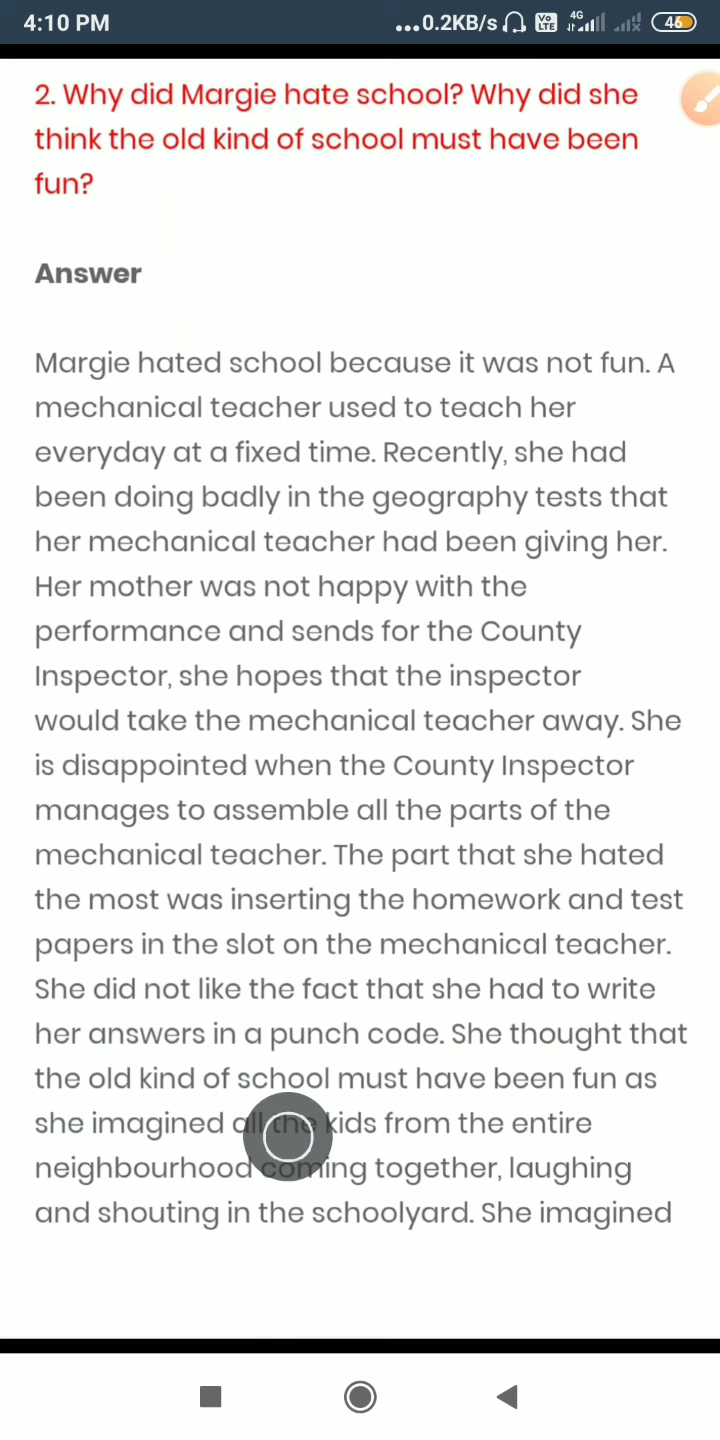 4:10 PM
...0.2KB/s
Vo LTE
4G
46
2. Why did Margie hate school? Why did she
think the old kind of school must have been
fun?
Answer
Margie hated school because it was not fun. A
mechanical teacher used to teach her
everyday at a fixed time. Recently, she had
been doing badly in the geography tests that
her mechanical teacher had been giving her.
Her mother was not happy with the
performance and sends for the County
Inspector, she hopes that the inspector
would take the mechanical teacher away. She
is disappointed when the County Inspector
manages to assemble all the parts of the
mechanical teacher. The part that she hated
the most was inserting the homework and test
papers in the slot on the mechanical teacher.
She did not like the fact that she had to write
her answers in a punch code. She thought that
the old kind of school must have been fun as
she imagined all the kids from the entire
neighbourhood coming together, laughing
and shouting in the schoolyard. She imagined